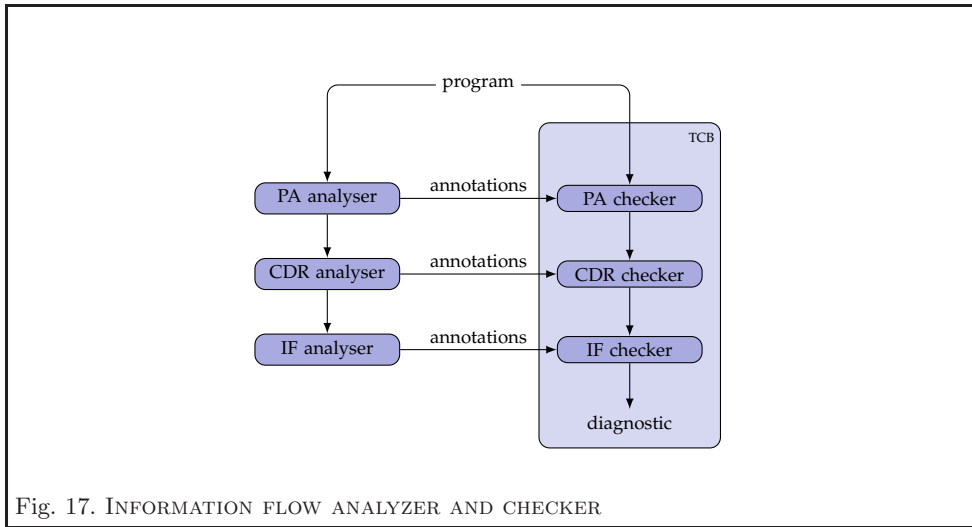 program
TCB
annotations
PA analyser
PA checker
annotations
CDR analyser
CDR checker
annotations
IF analyser
IF checker
diagnostic
Fig. 17. INFORMATION FLOW ANALYZER AND CHECKER